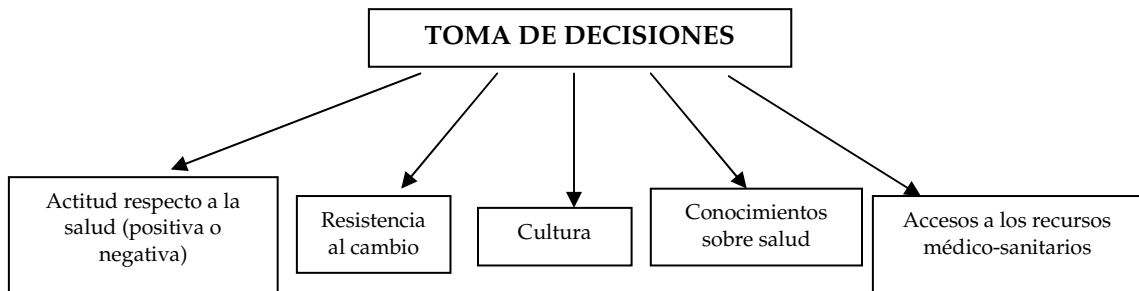 TOMA DE DECISIONES
Actitud respecto a la
salud (positiva o
negativa)
Resistencia
al cambio
Cultura
Conocimientos
sobre salud
Accesos a los recursos
médico-sanitarios